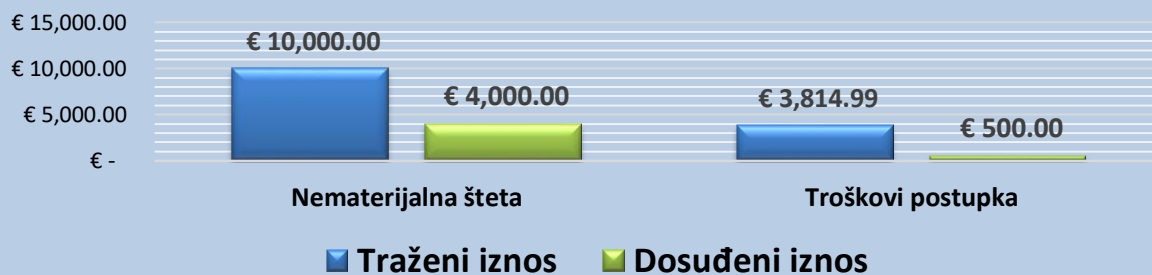 € 15,000.00
€ 10,000.00
€ 5,000.00
€ -
€ 10,000.00
€ 4,000.00
€ 3,814.99
€ 500.00
Nematerijalna šteta
Troškovi postupka
Traženi iznos
Dosuđeni iznos